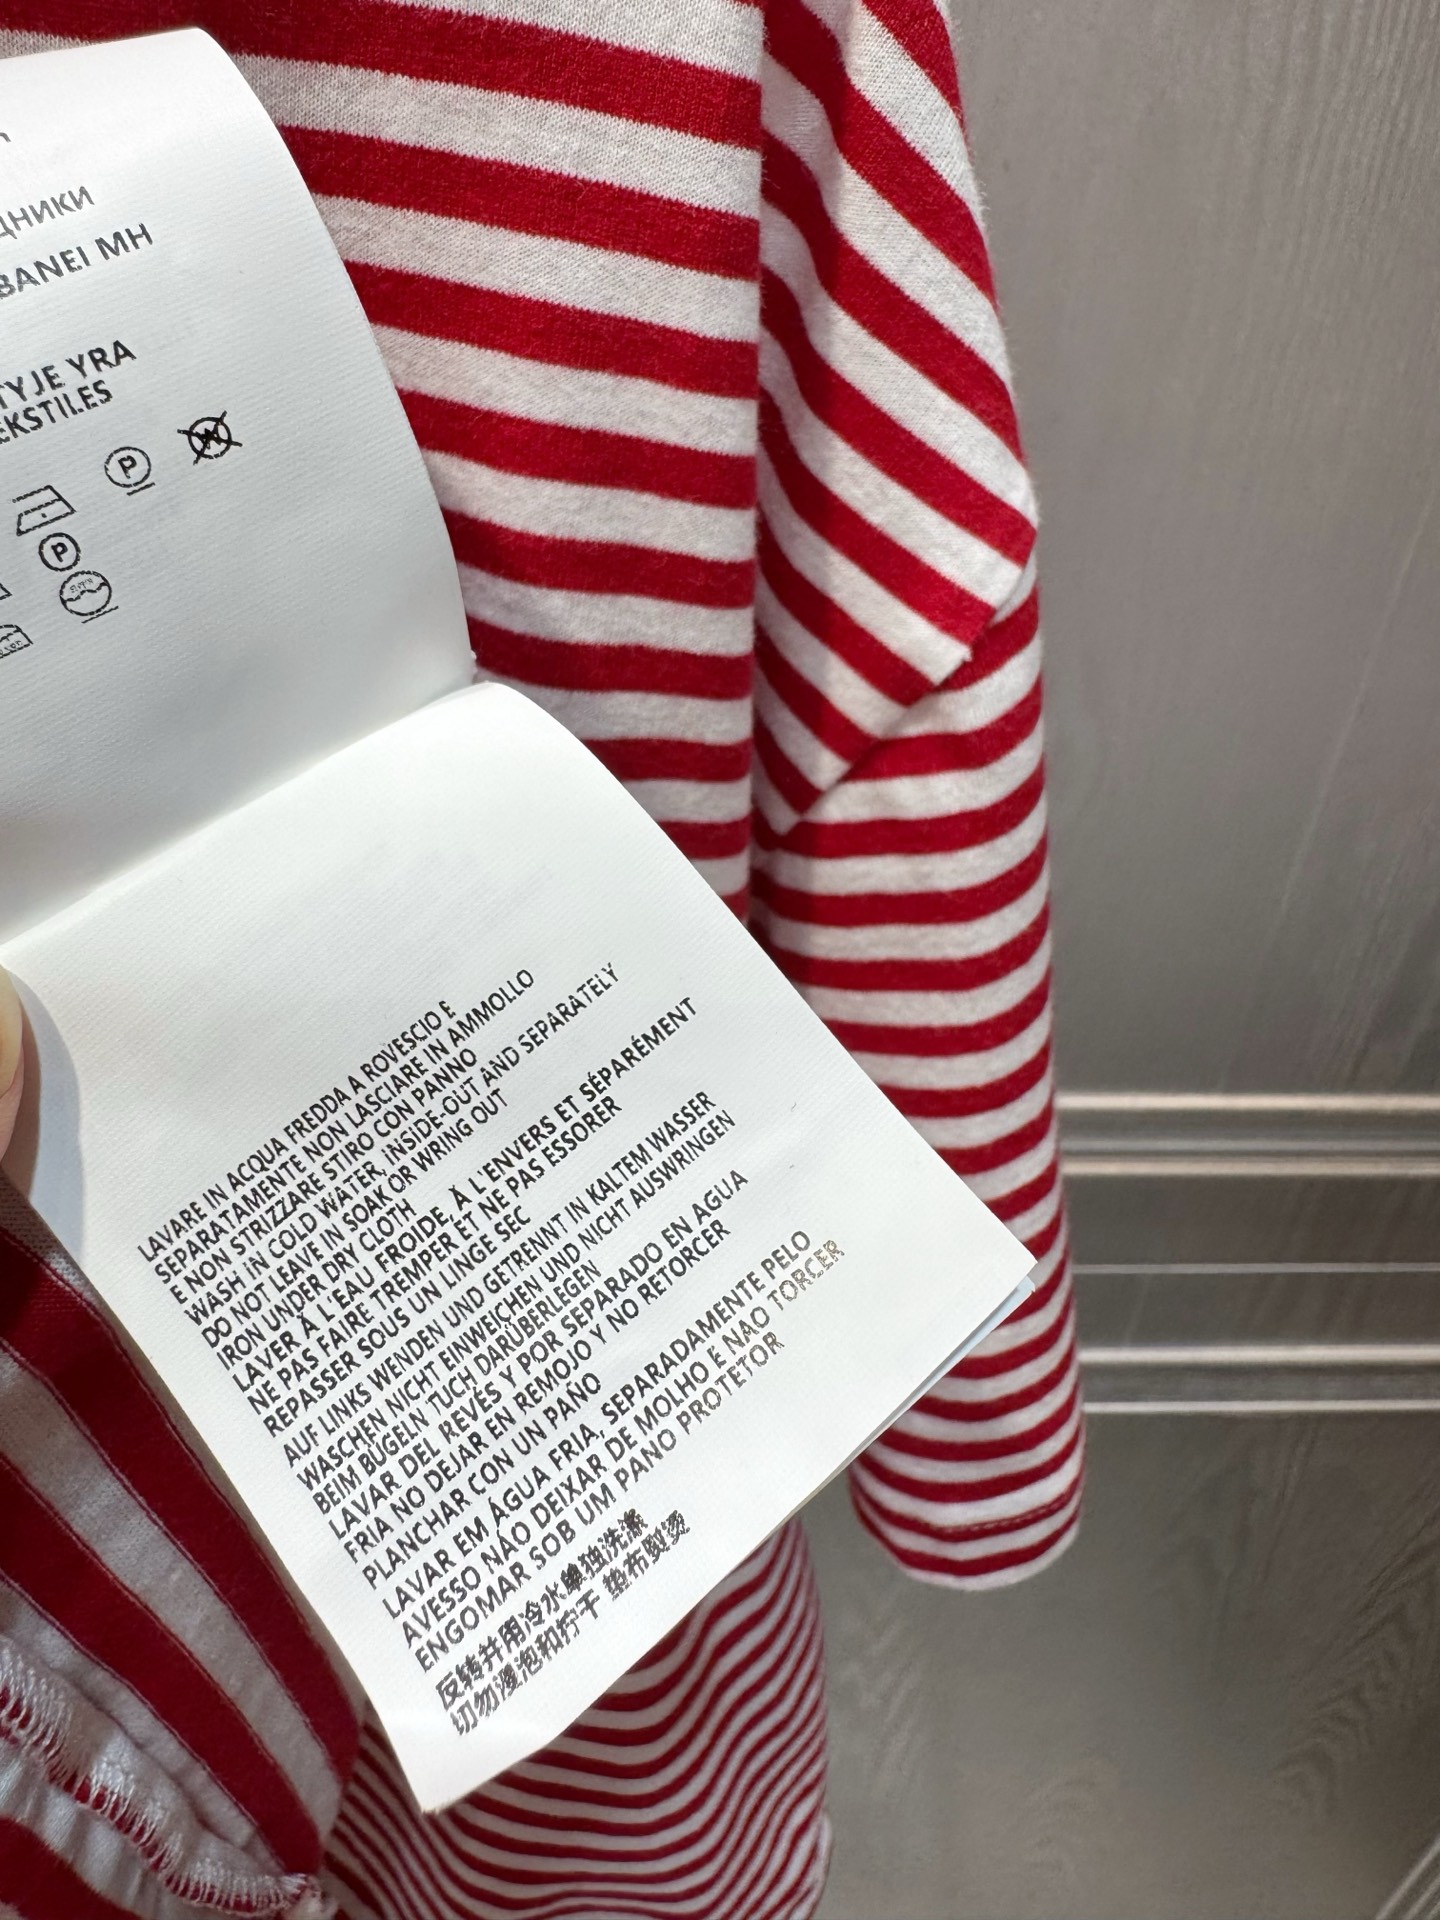 BANEI MH
YJE YRA
P
P
LAVARE IN ACQUA FREDDA A ROVESCIO E
SEPARATAMENTE NON LASCIARE IN AMMOLLO
E NON STRIZZARE STIRO CON PANNO
WASH IN COLD WATER, INSIDE-OUT AND SEPARATELY
DO NOT LEAVE IN SOAK OR WRING OUT
IRON UNDER DRY CLOTH
LAVER À L'EAU FROIDE, À L'ENVERS ET SÉPARÉMENT
NE PAS FAIRE TREMPER ET NE PAS ESSORER
REPASSER SOUS UN LINGE SEC
AUF LINKS WENDEN UND GETRENNT IN KALTEM WASSER
WASCHEN NICHT EINWEICHEN UND NICHT AUSWRINGEN
BEIM BÜGELN TUCH DARÜBERLEGEN
LAVAR DEL REVÉS Y POR SEPARADO EN AGUA
FRIA NO DEJAR EN REMOJO Y NO RETORCER
PLANCHAR CON UN PAÑO
LAVAR EM ÁGUA FRIA, SEPARADAMENTE PELO
AVESSO NÃO DEIXAR DE MOLHO E NAO TORCER
ENGOMAR SOB UM PANO PROTETOR
反转并用冷水单独洗涤
切勿浸泡和拧干 垫布熨烫